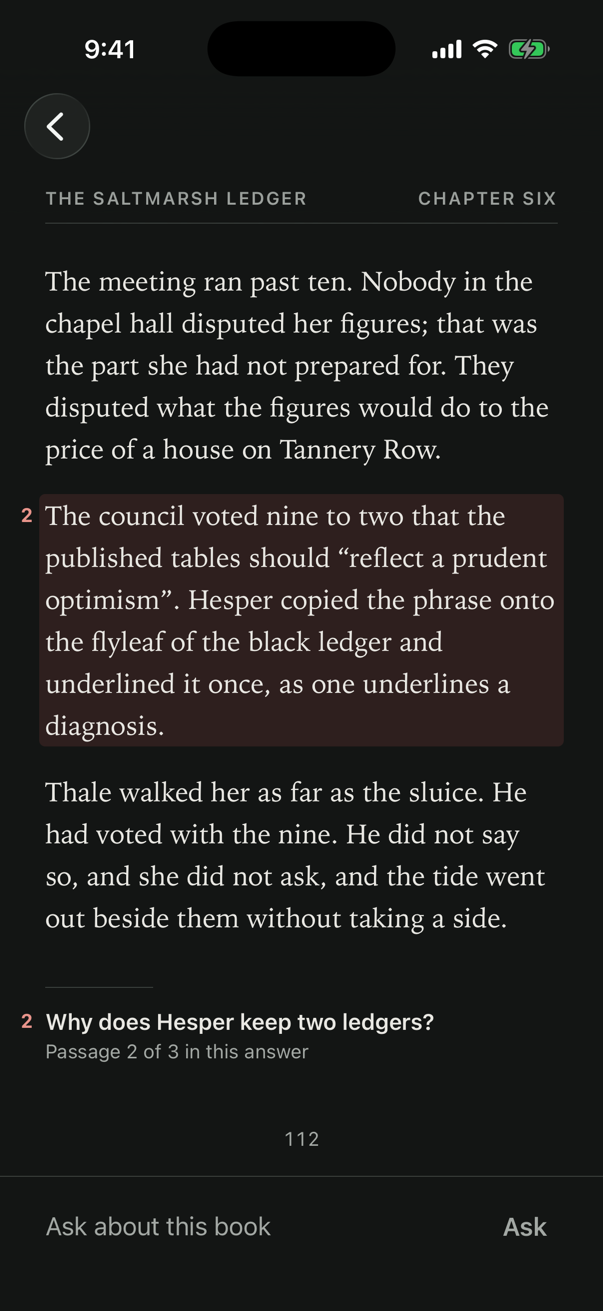 9:41
THE SALTMARSH LEDGER CHAPTER SIX
The meeting ran past ten. Nobody in the
chapel hall disputed her figures; that was
the part she had not prepared for. They
disputed what the figures would do to the
price of a house on Tannery Row.
2 The council voted nine to two that the
published tables should “reflect a prudent
optimism”. Hesper copied the phrase onto
the flyleaf of the black ledger and
underlined it once, as one underlines a
diagnosis.
Thale walked her as far as the sluice. He
had voted with the nine. He did not say
so, and she did not ask, and the tide went
out beside them without taking a side.
2 Why does Hesper keep two ledgers?
Passage 2 of 3 in this answer
112
Ask about this book Ask